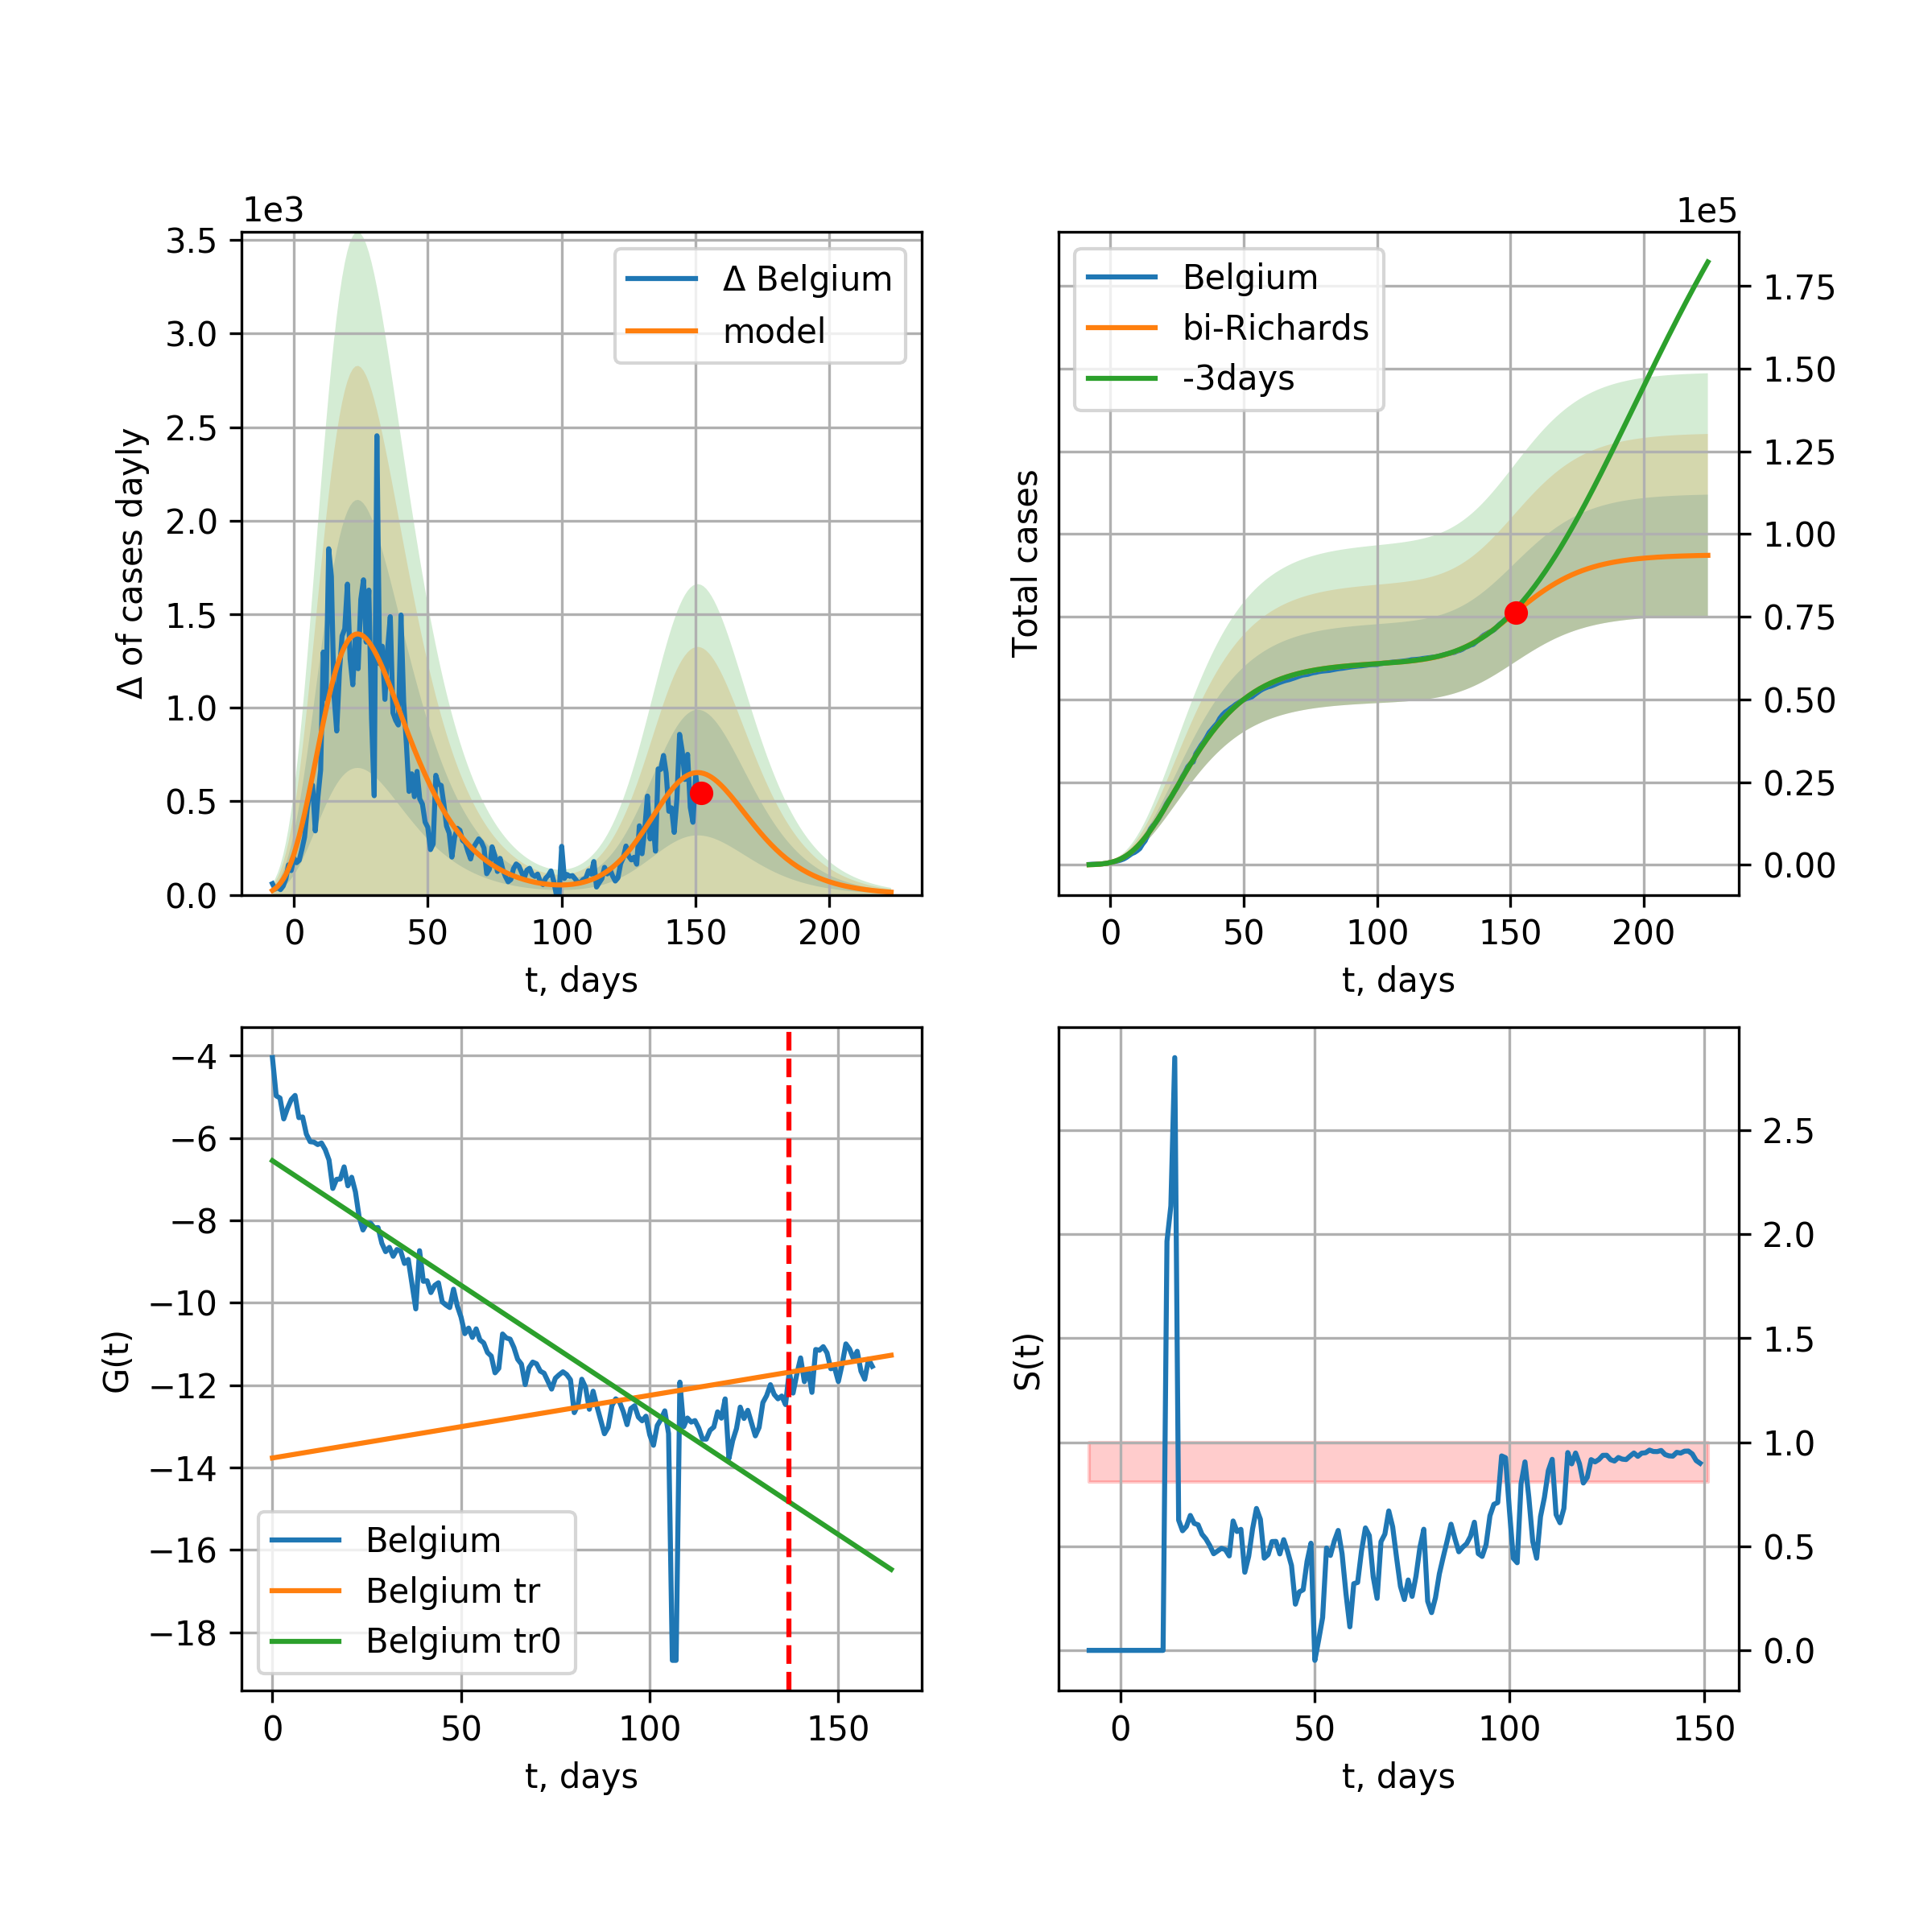 1e3
3.5
3.0
2.5
2.0
1.5
1.0
0.5
0.0
Δ of cases dayly
Δ Belgium
model
0 50 100 150 200
t, days
1e5
Total cases
Belgium
bi-Richards
-3days
1.75
1.50
1.25
1.00
0.75
0.50
0.25
0.00
0 50 100 150 200
t, days
−4
−6
−8
−10
−12
−14
−16
−18
G(t)
Belgium
Belgium tr
Belgium tr0
0 50 100 150
t, days
S(t)
2.5
2.0
1.5
1.0
0.5
0.0
0 50 100 150
t, days